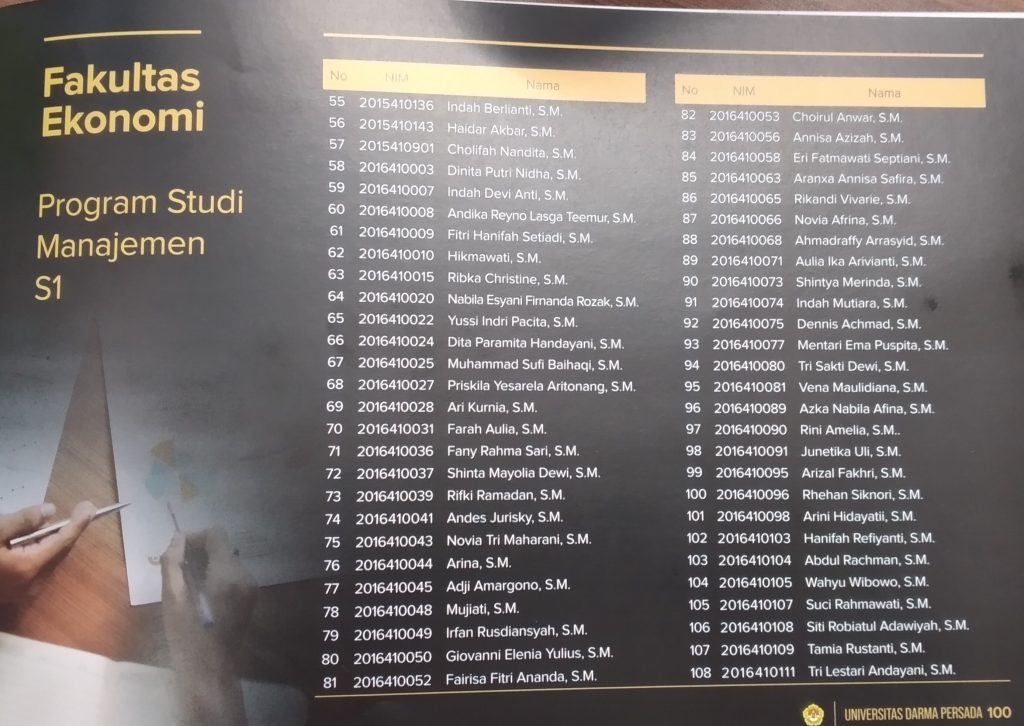 Fakultas
Ekonomi
Program Studi
Manajemen
S1
No NIM Nama
55 2015410136 Indah Berlianti, S.M.
56 2015410143 Haidar Akbar, S.M.
57 2015410901 Cholifah Nandita, S.M.
58 2016410003 Dinita Putri Nidha, S.M.
59 2016410007 Indah Devi Anti, S.M.
60 2016410008 Andika Reyno Lasga Teemur, S.M.
61 2016410009 Fitri Hanifah Setiadi, S.M.
62 2016410010 Hikmawati, S.M.
63 2016410015 Ribka Christine, S.M.
64 2016410020 Nabila Esyani Firnanda Rozak, S.M.
65 2016410022 Yussi Indri Pacita, S.M.
66 2016410024 Dita Paramita Handayani, S.M.
67 2016410025 Muhammad Sufi Baihaqi, S.M.
68 2016410027 Priskila Yesarela Aritonang, S.M.
69 2016410028 Ari Kurnia, S.M.
70 2016410031 Farah Aulia, S.M.
71 2016410036 Fany Rahma Sari, S.M.
72 2016410037 Shinta Mayolia Dewi, S.M.
73 2016410039 Rifki Ramadan, S.M.
74 2016410041 Andes Jurisky, S.M.
75 2016410043 Novia Tri Maharani, S.M.
76 2016410044 Arina, S.M.
77 2016410045 Adji Amargono, S.M.
78 2016410048 Mujiati, S.M.
79 2016410049 Irfan Rusdiansyah, S.M.
80 2016410050 Giovanni Elenia Yulius, S.M.
81 2016410052 Fairisa Fitri Ananda, S.M.
No NIM Nama
82 2016410053 Choirul Anwar, S.M.
83 2016410056 Annisa Azizah, S.M.
84 2016410058 Eri Fatmawati Septiani, S.M.
85 2016410063 Aranxa Annisa Safira, S.M.
86 2016410065 Rikandi Vivarie, S.M.
87 2016410066 Novia Afrina, S.M.
88 2016410068 Ahmadraffy Arrasyid, S.M.
89 2016410071 Aulia Ika Arivianti, S.M.
90 2016410073 Shintya Merinda, S.M.
91 2016410074 Indah Mutiara, S.M.
92 2016410075 Dennis Achmad, S.M.
93 2016410077 Mentari Ema Puspita, S.M.
94 2016410080 Tri Sakti Dewi, S.M.
95 2016410081 Vena Maulidiana, S.M.
96 2016410089 Azka Nabila Afina, S.M.
97 2016410090 Rini Amelia, S.M..
98 2016410091 Junetika Uli, S.M.
99 2016410095 Arizal Fakhri, S.M.
100 2016410096 Rhehan Siknori, S.M.
101 2016410098 Arini Hidayatii, S.M.
102 2016410103 Hanifah Refiyanti, S.M.
103 2016410104 Abdul Rachman, S.M.
104 2016410105 Wahyu Wibowo, S.M.
105 2016410107 Suci Rahmawati, S.M.
106 2016410108 Siti Robiatul Adawiyah, S.M.
107 2016410109 Tamia Rustanti, S.M.
108 2016410111 Tri Lestari Andayani, S.M.
UNIVERSITAS DARMA PERSADA 100